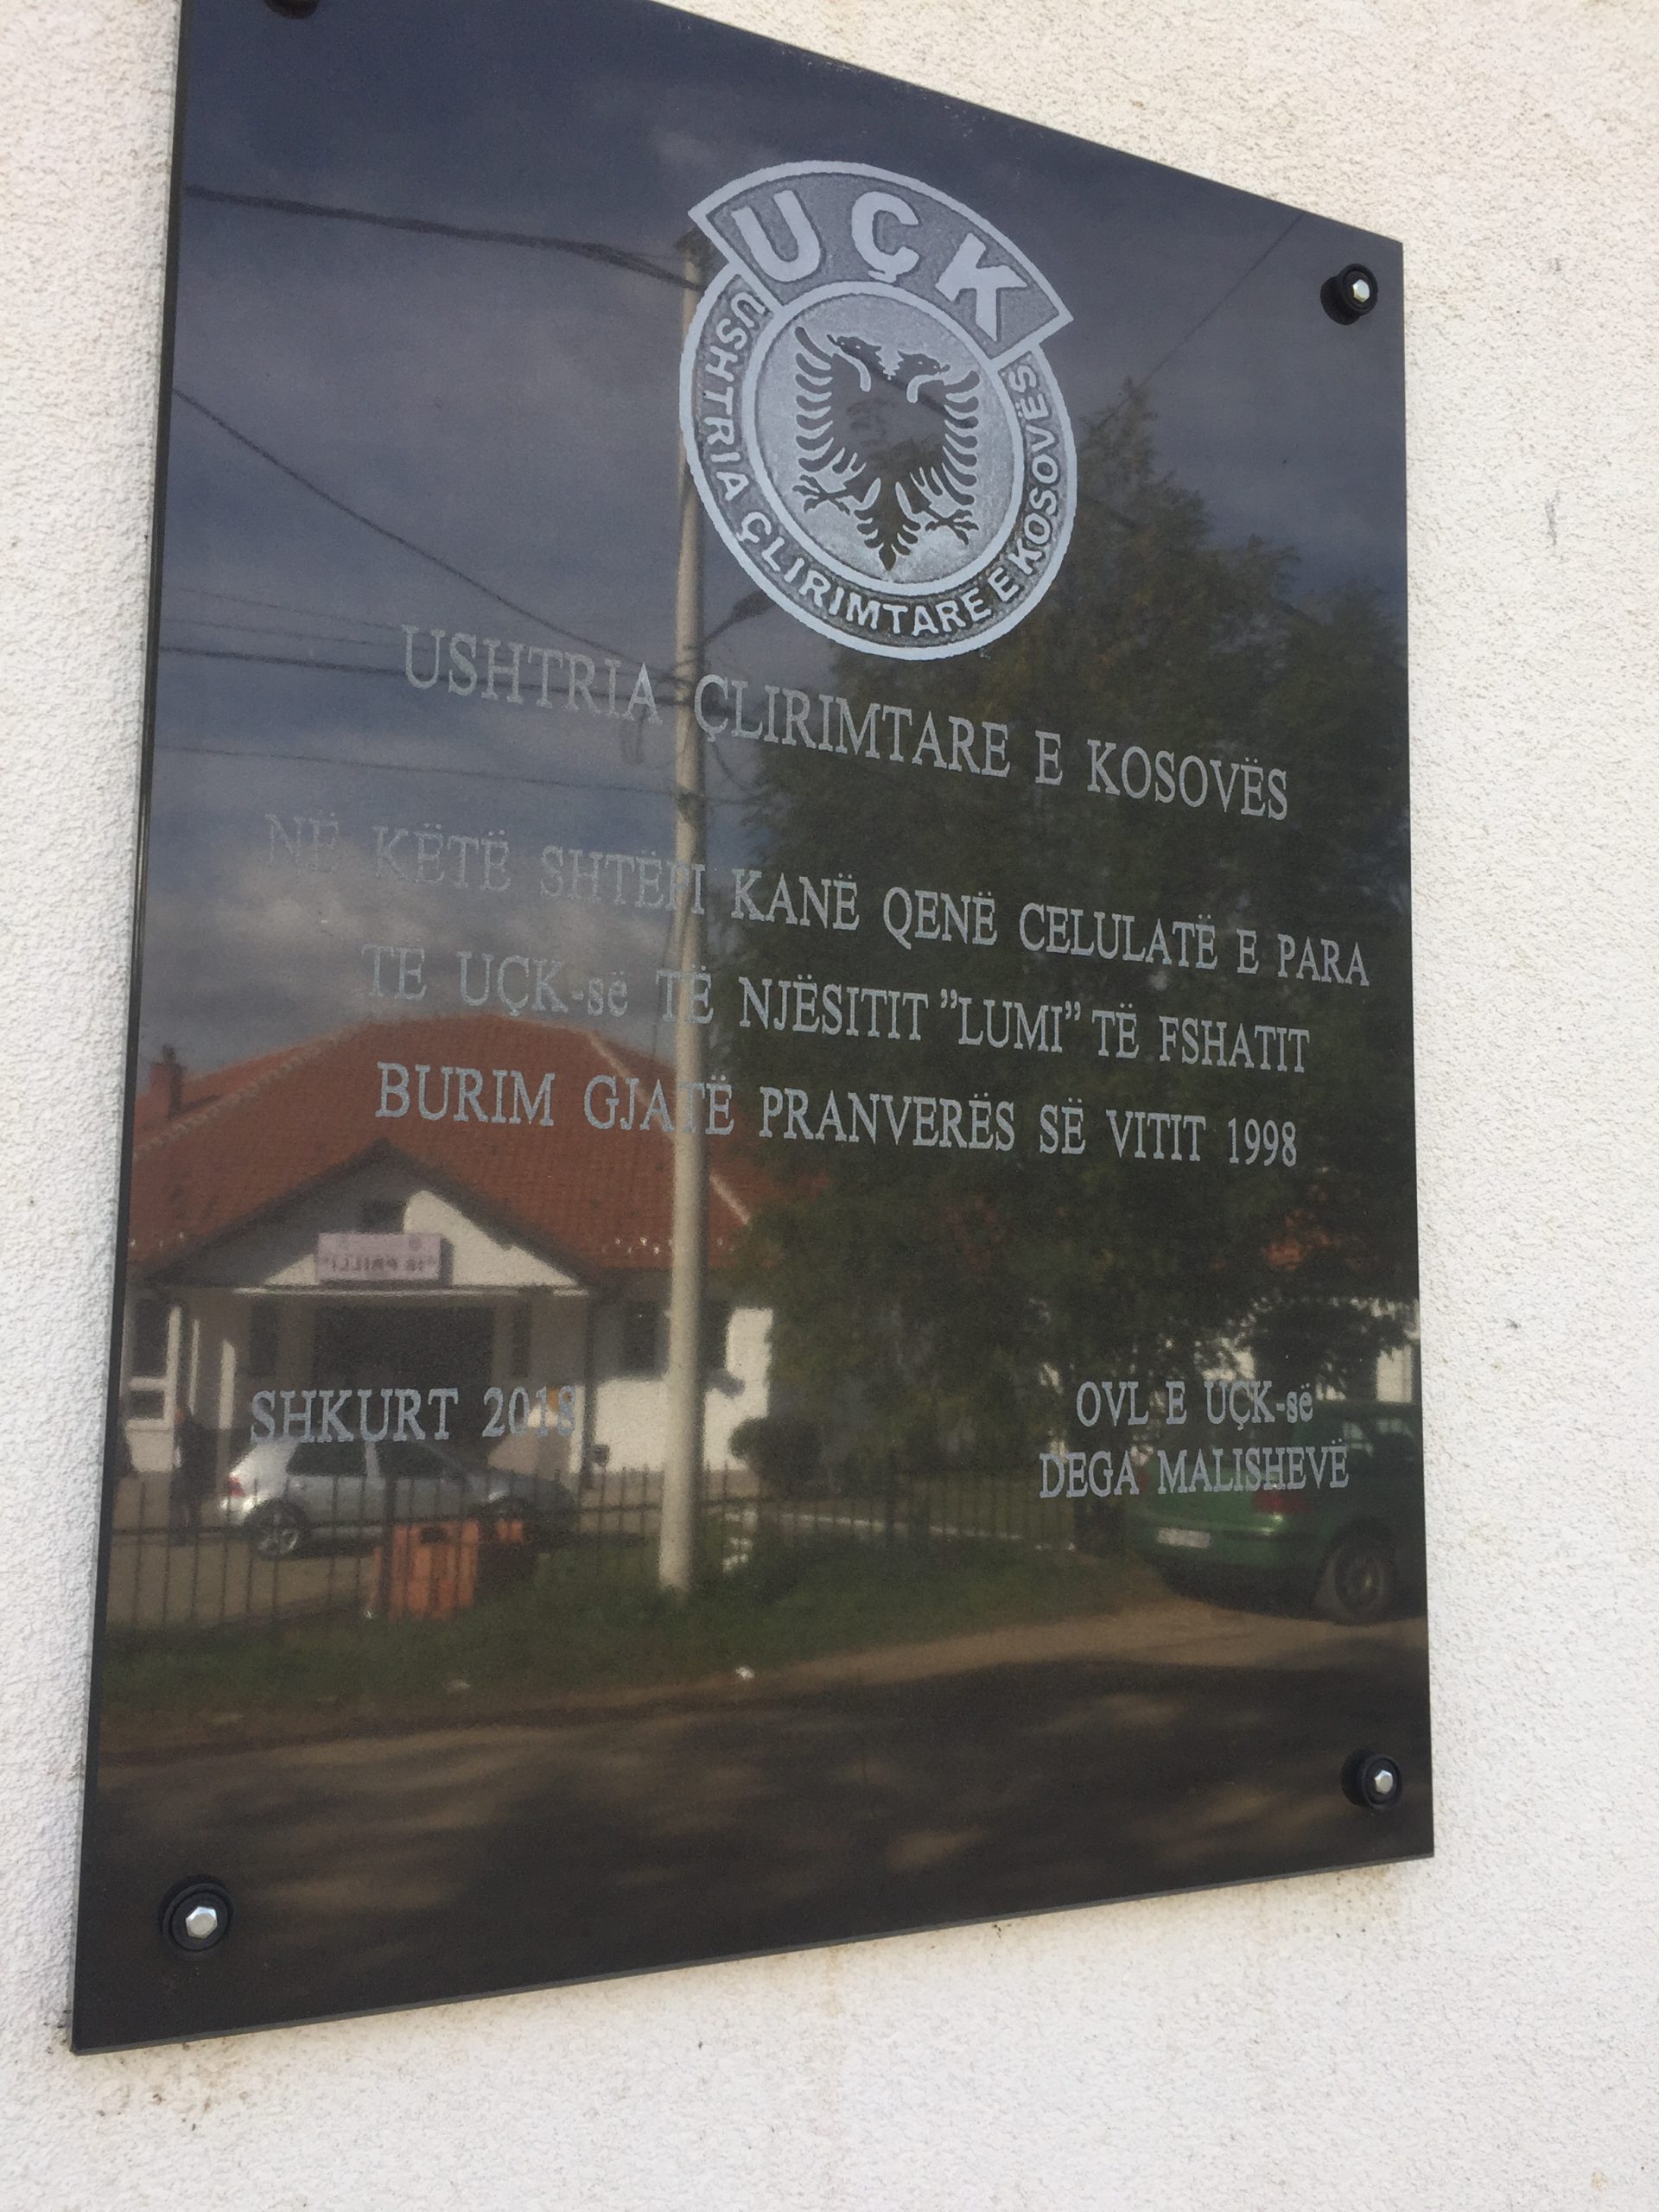 UÇK
USHTRIA ÇLIRIMTARE E KOSOVËS
USHTRIA ÇLIRIMTARE E KOSOVËS
NË KËTË SHTËPI KANË QENË CELULATË E PARA
TË UÇK-së TË NJËSITIT "LUMI" TË FSHATIT
BURIM GJATË PRANVERËS SË VITIT 1998
SHKURT 2018
OVL E UÇK-së
DEGA MALISHEVË